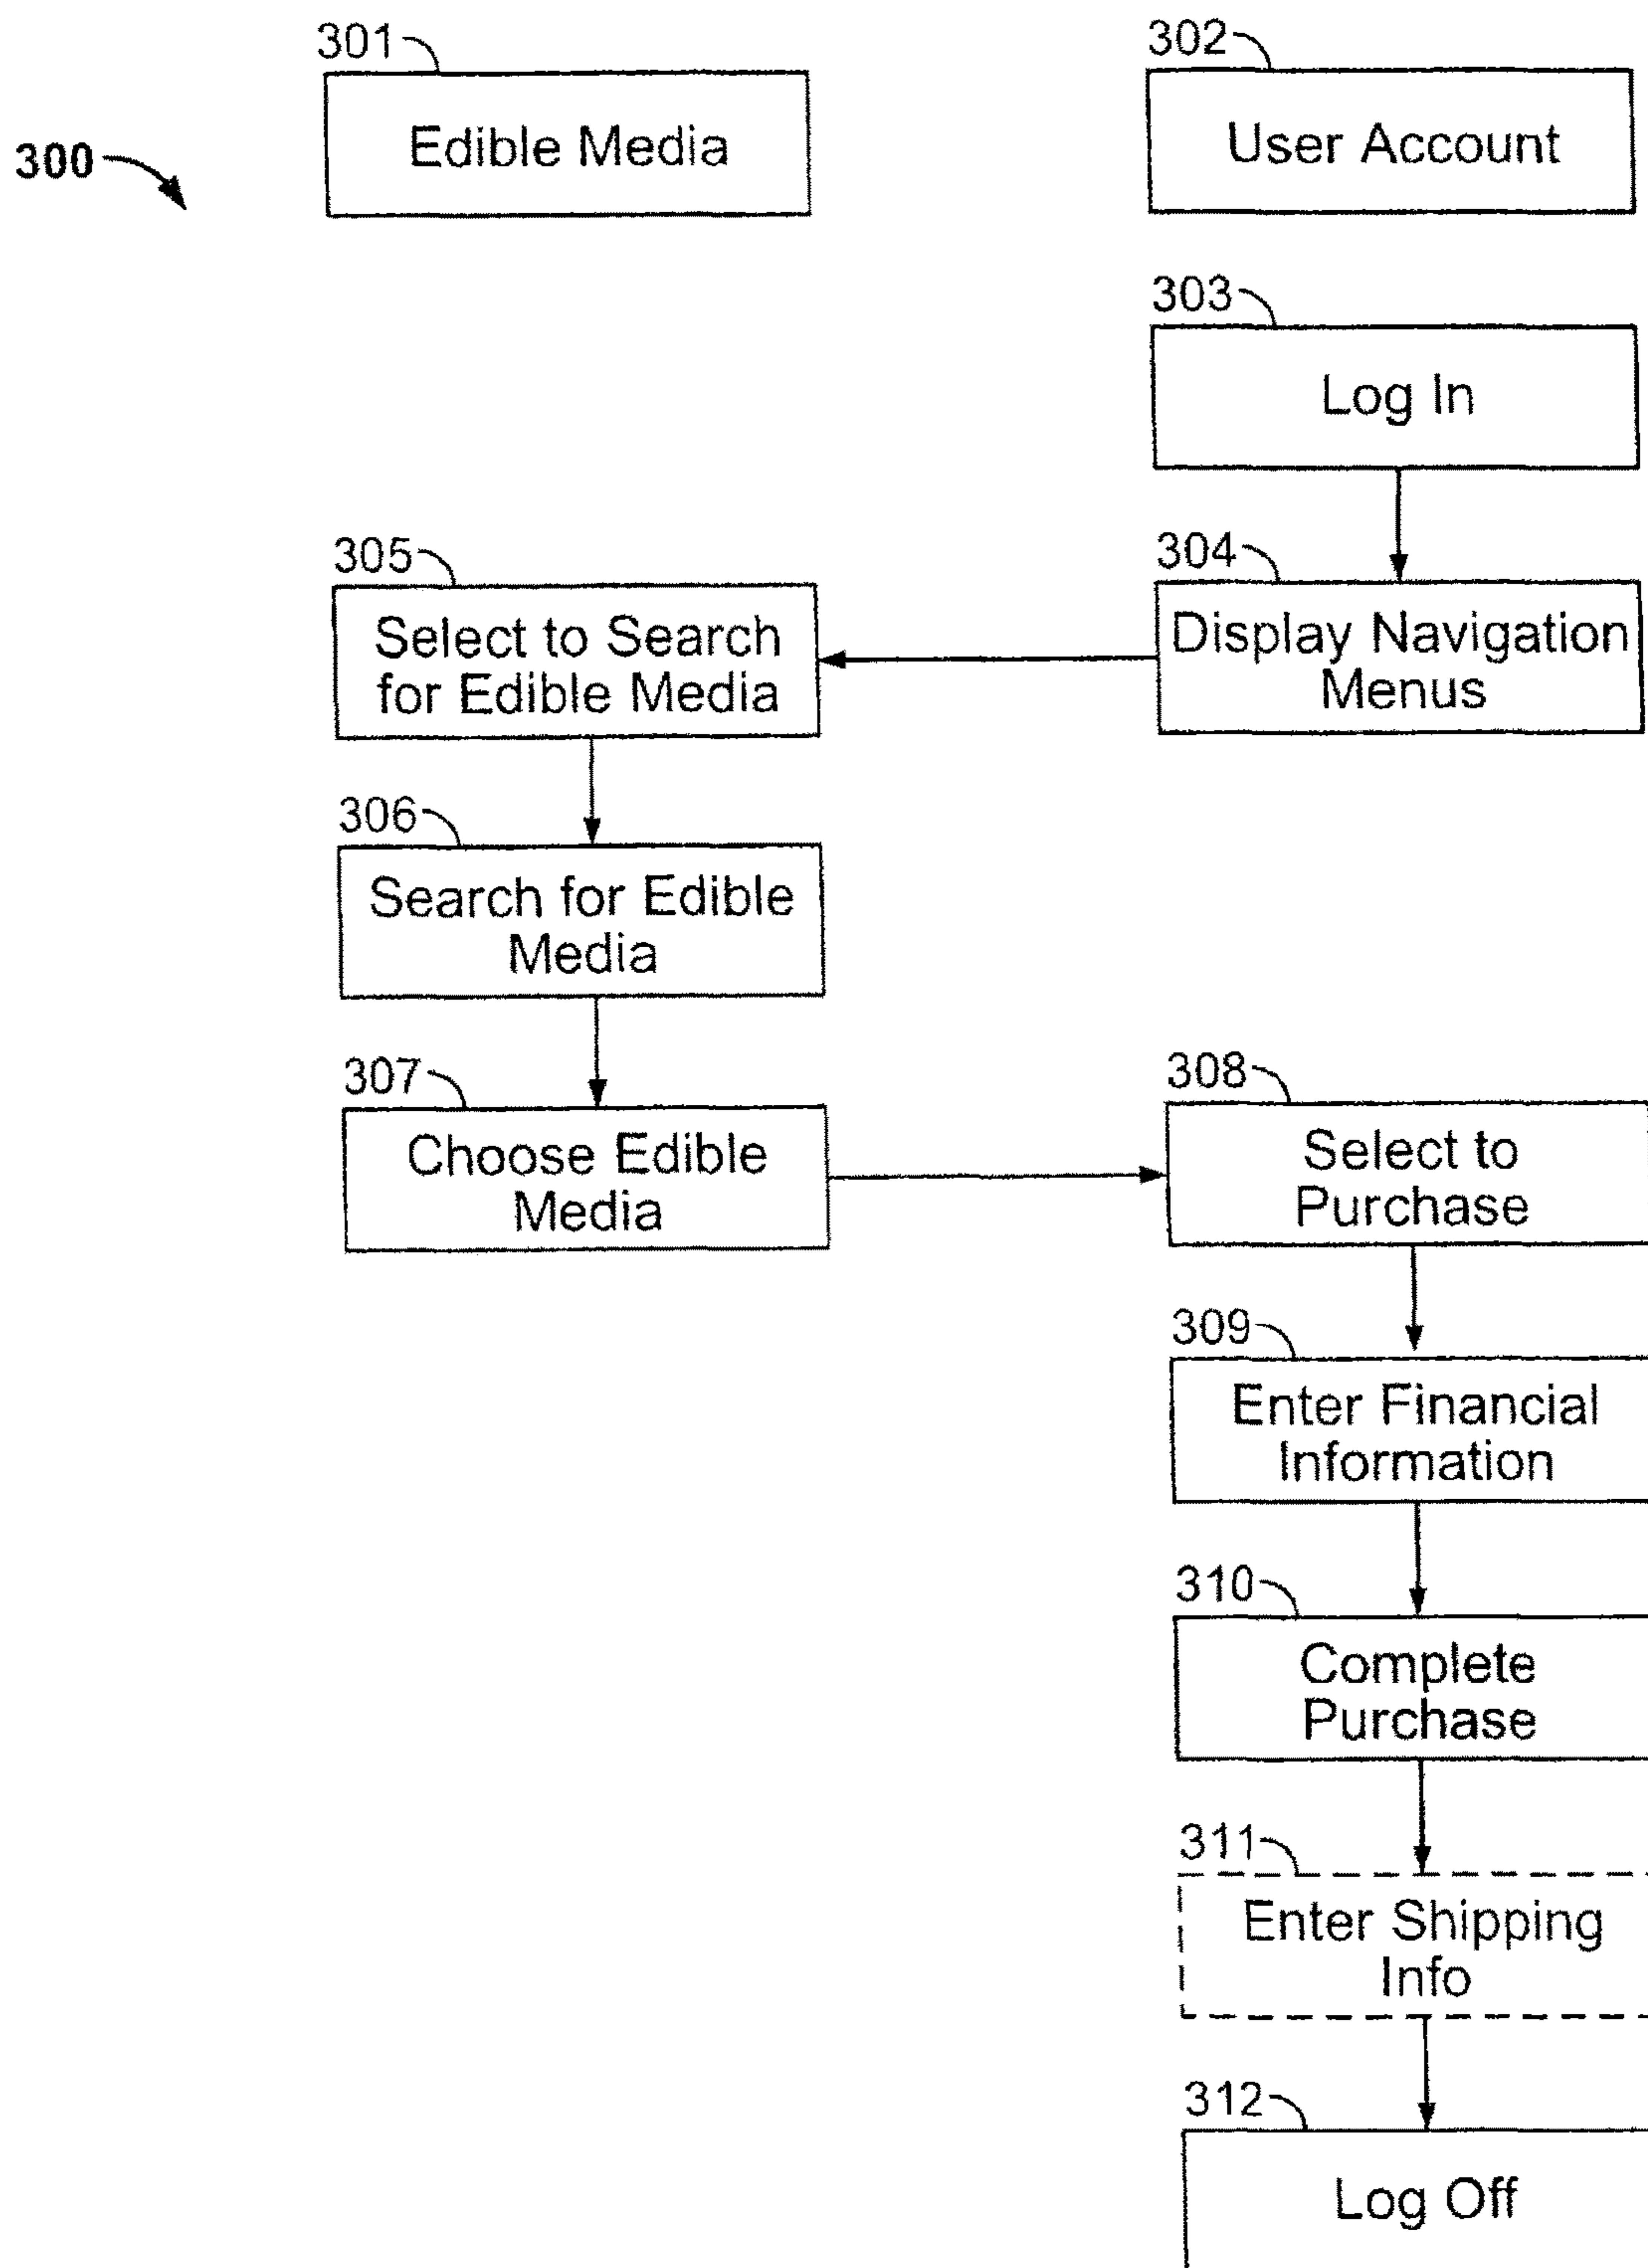 301
302
300
Edible Media
User Account
303
Log In
305
304
Select to Search
for Edible Media
Display Navigation
Menus
306
Search for Edible
Media
307
308
Choose Edible
Media
Select to
Purchase
309
Enter Financial
Information
310
Complete
Purchase
311
Enter Shipping
Info
312
Log Off